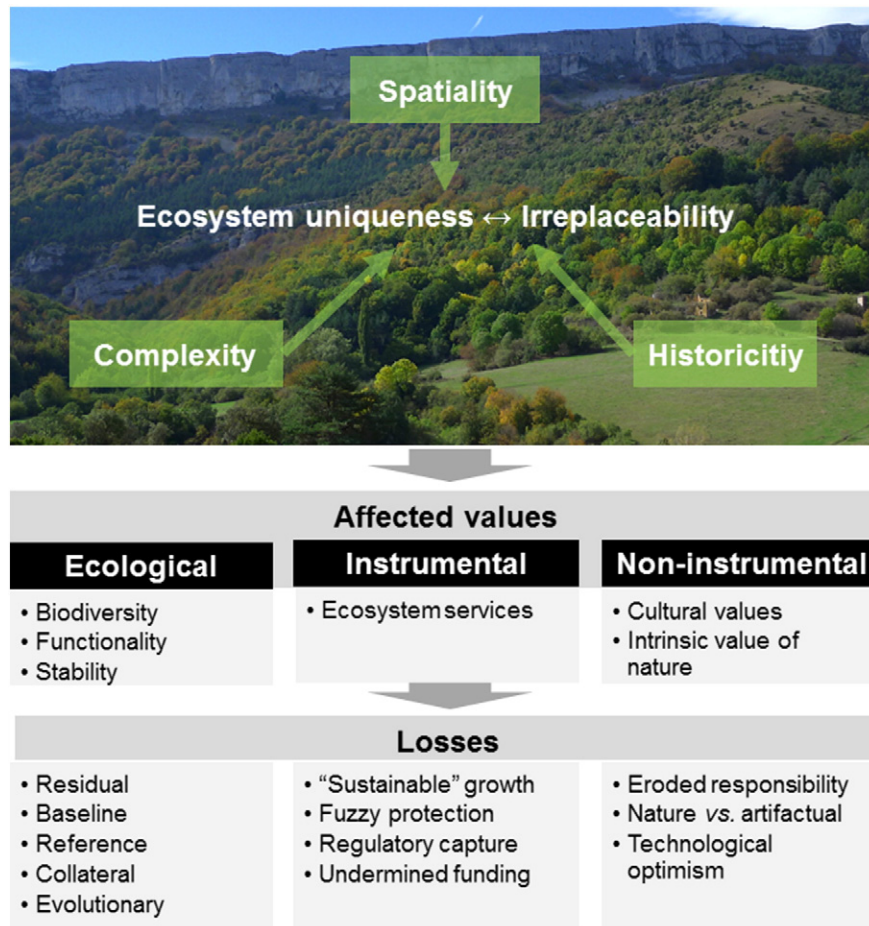 Spatiality
Ecosystem uniqueness ↔ Irreplaceability
Complexity
Historicitiy
Affected values
Ecological
• Biodiversity
• Functionality
• Stability
Instrumental
• Ecosystem services
Non-instrumental
• Cultural values
• Intrinsic value of
nature
Losses
• Residual
• Baseline
• Reference
• Collateral
• Evolutionary
• “Sustainable” growth
• Fuzzy protection
• Regulatory capture
• Undermined funding
• Eroded responsibility
• Nature vs. artifactual
• Technological
optimism